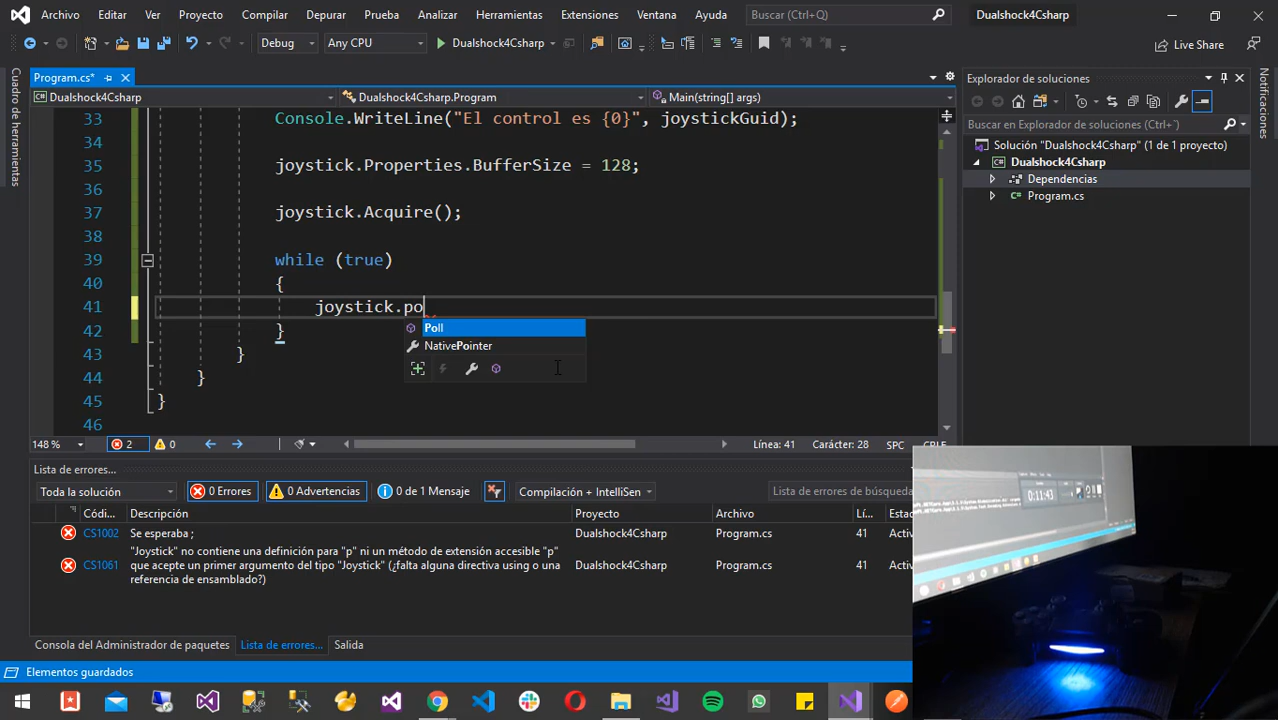 Archivo Editar Ver Proyecto Compilar Depurar Prueba Analizar Herramientas Extensiones Ventana Ayuda Buscar (Ctrl+Q) Dualshock4Csharp
Debug Any CPU Dualshock4Csharp Live Share
Cuadro de herramientas
Program.cs*
Dualshock4Csharp Dualshock4Csharp.Program Main(string[] args)
33 Console.WriteLine("El control es {0}", joystickGuid);
34
35 joystick.Properties.BufferSize = 128;
36
37 joystick.Acquire();
38
39 while (true)
40 {
41 joystick.po
Poll
NativePointer
42 }
43 }
44 }
45 }
46
148 % 2 0 Línea: 41 Carácter: 28 SPC CRLF
Explorador de soluciones
Buscar en Explorador de soluciones (Ctrl+´)
Solución "Dualshock4Csharp" (1 de 1 proyecto)
Dualshock4Csharp
Dependencias
Program.cs
Notificaciones
Lista de errores...
Toda la solución 0 Errores 0 Advertencias 0 de 1 Mensaje Compilación + IntelliSen Lista de errores de búsqueda
Códi... Descripción Proyecto Archivo Lí... Esta
CS1002 Se esperaba ; Dualshock4Csharp Program.cs 41 Activ
CS1061 "Joystick" no contiene una definición para "p" ni un método de extensión accesible "p" que acepte un primer argumento del tipo "Joystick" (¿falta alguna directiva using o una referencia de ensamblado?) Dualshock4Csharp Program.cs 41 Activ
Consola del Administrador de paquetes Lista de errores... Salida
Elementos guardados
0:11:43